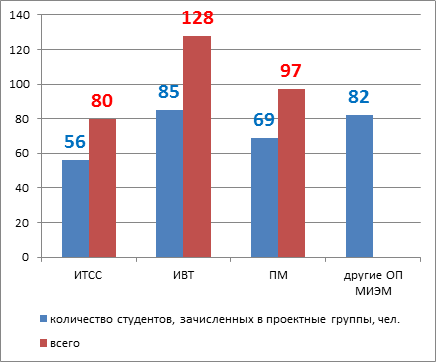 140
120
100
80
60
40
20
0
56
80
85
128
69
97
82
ИТСС
ИВТ
ПМ
другие ОП
МИЭМ
количество студентов, зачисленных в проектные группы, чел.
всего